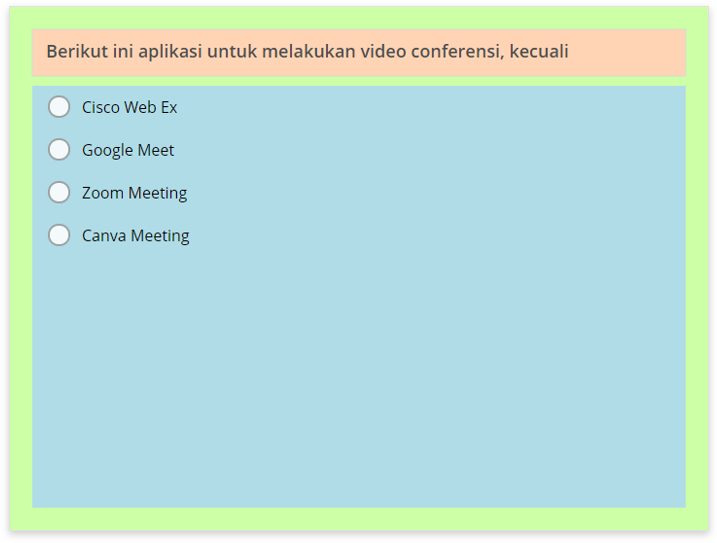 Berikut ini aplikasi untuk melakukan video conferensi, kecuali
Cisco Web Ex
Google Meet
Zoom Meeting
Canva Meeting